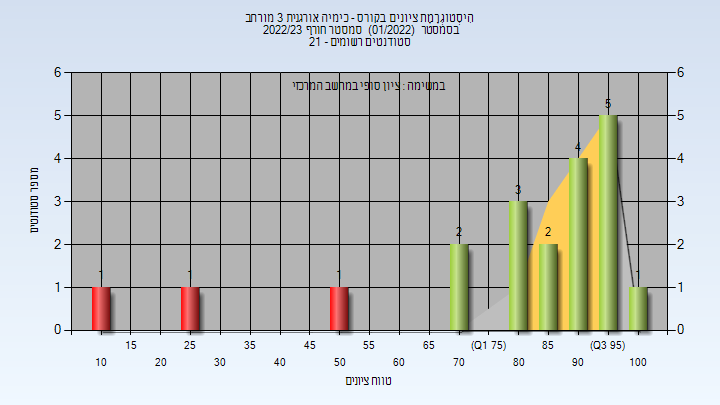 היסטוגרמת ציונים בקורס - כימיה אורגנית 3 מורחב
בסמסטר (01/2022) סמסטר חורף 2022/23
סטודנטים רשומים - 21
במשימה : ציון סופי במחשב המרכזי
מספר סטודנטים
6 6
5 5
4 4
3 3
2 2
1 1
0 0
1 1 1 2 3 2 4 5 1
15 25 35 45 55 65 (Q1 75) 85 (Q3 95)
10 20 30 40 50 60 70 80 90 100
טווח ציונים